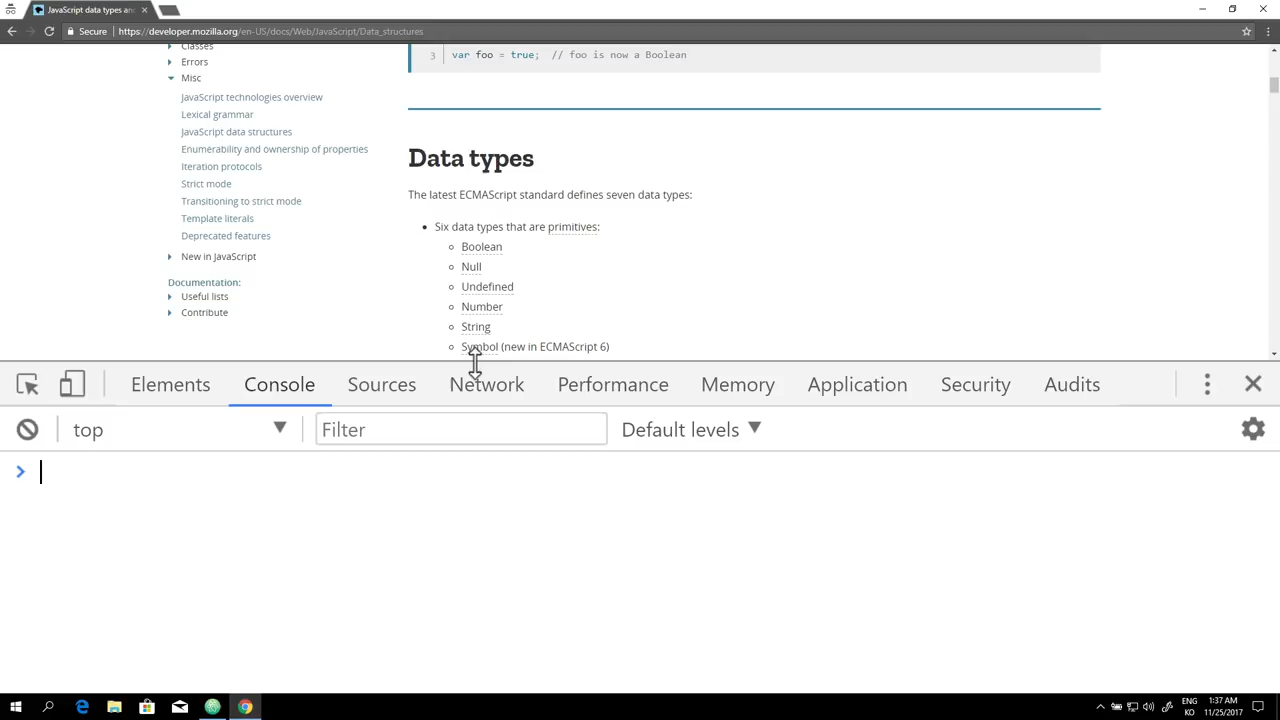 JavaScript data types and
Secure
https://developer.mozilla.org/en-US/docs/Web/JavaScript/Data_structures
Classes
Errors
Misc
JavaScript technologies overview
Lexical grammar
JavaScript data structures
Enumerability and ownership of properties
Iteration protocols
Strict mode
Transitioning to strict mode
Template literals
Deprecated features
New in JavaScript
Documentation:
Useful lists
Contribute
3 var foo = true; // foo is now a Boolean
Data types
The latest ECMAScript standard defines seven data types:
Six data types that are primitives:
Boolean
Null
Undefined
Number
String
Symbol (new in ECMAScript 6)
Elements Console Sources Network Performance Memory Application Security Audits
top Filter Default levels
>
ENG 1:37 AM
KO 11/25/2017